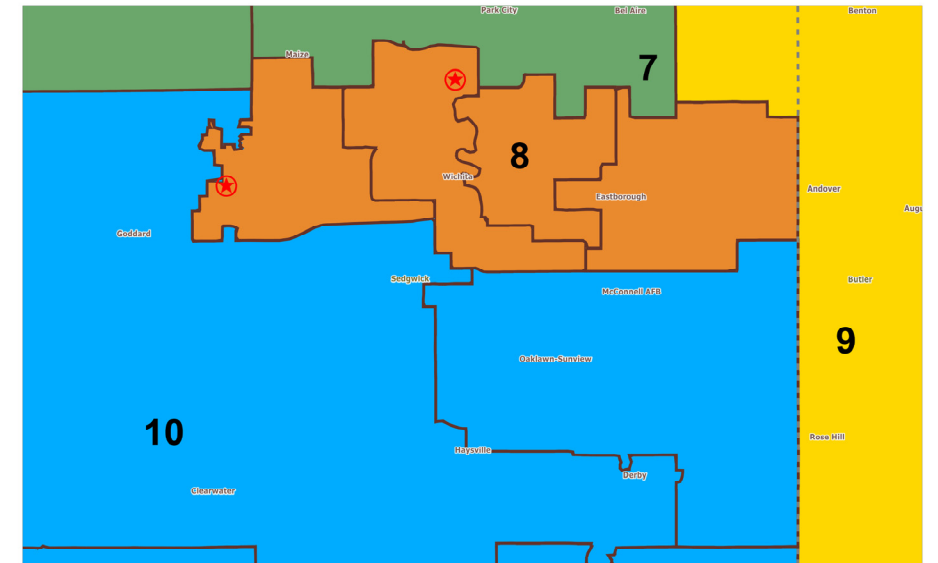 Park City
Bel Aire
Benton
Maize
7
8
Wichita
Eastborough
Andover
Augu
Goddard
Sedgwick
Butler
McConnell AFB
9
Oaklawn-Sunview
10
Rose Hill
Haysville
Derby
Clearwater